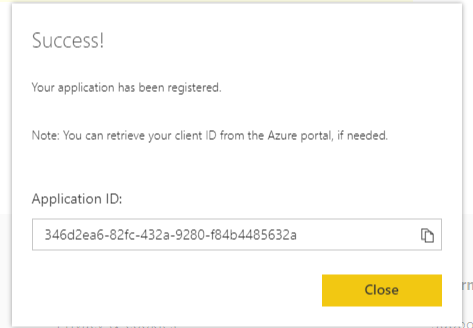 Success!
Your application has been registered.
Note: You can retrieve your client ID from the Azure portal, if needed.
Application ID:
346d2ea6-82fc-432a-9280-f84b4485632a
Close